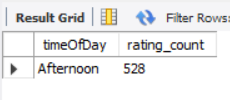 Result Grid Filter Rows:
timeOfDay rating_count
Afternoon 528